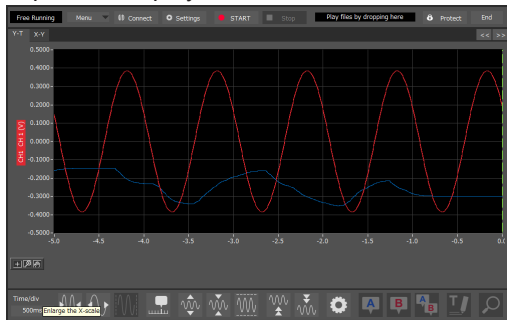 Free Running Menu Connect Settings START Stop Play files by dropping here Protect End
Y-T X-Y << >>
0.5000
0.4000
0.3000
0.2000
0.1000
0.0000
-0.1000
-0.2000
-0.3000
-0.4000
-0.5000
CH1 CH 1 [V]
-5.0 -4.5 -4.0 -3.5 -3.0 -2.5 -2.0 -1.5 -1.0 -0.5 0.0
Time/div
500ms Enlarge the X-scale
A B A B T